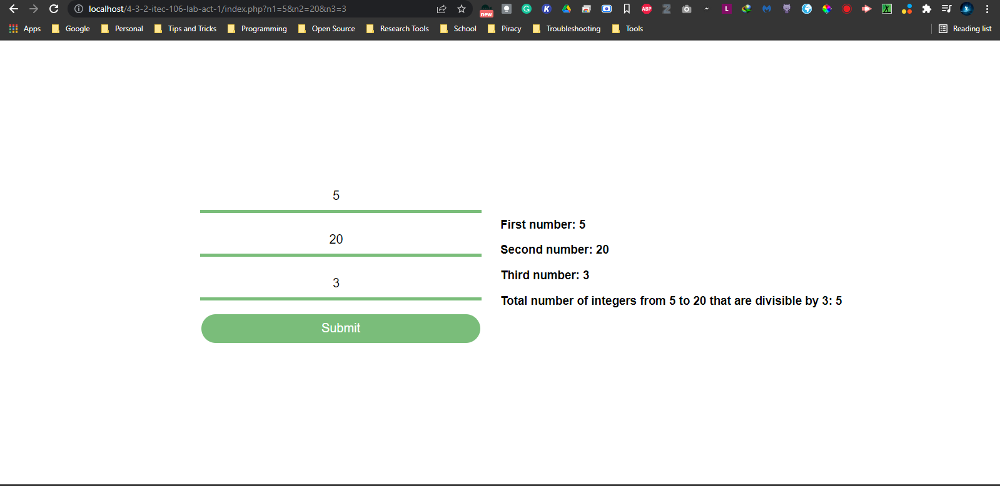 localhost/4-3-2-itec-106-lab-act-1/index.php?n1=5&n2=20&n3=3
new
G
K
ABP
Z
L
Apps Google Personal Tips and Tricks Programming Open Source Research Tools School Piracy Troubleshooting Tools Reading list
5
20
3
Submit
First number: 5
Second number: 20
Third number: 3
Total number of integers from 5 to 20 that are divisible by 3: 5